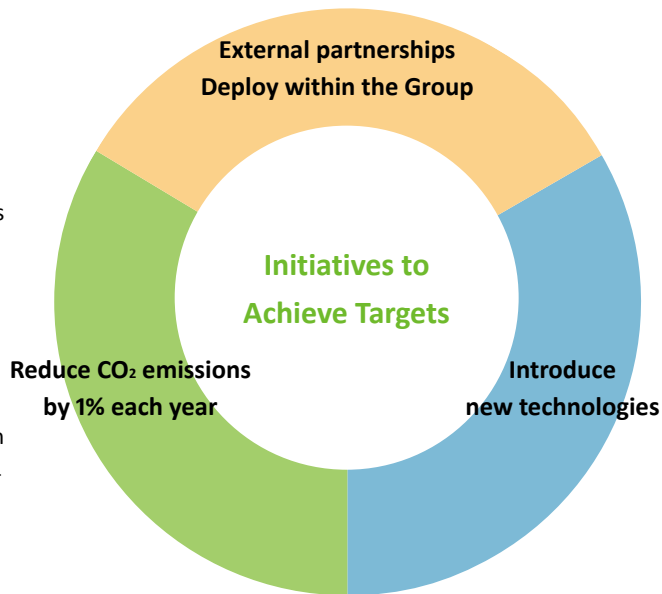 External partnerships
Deploy within the Group
s
Initiatives to
Achieve Targets
Reduce CO₂ emissions
by 1% each year
Introduce
new technologies
n